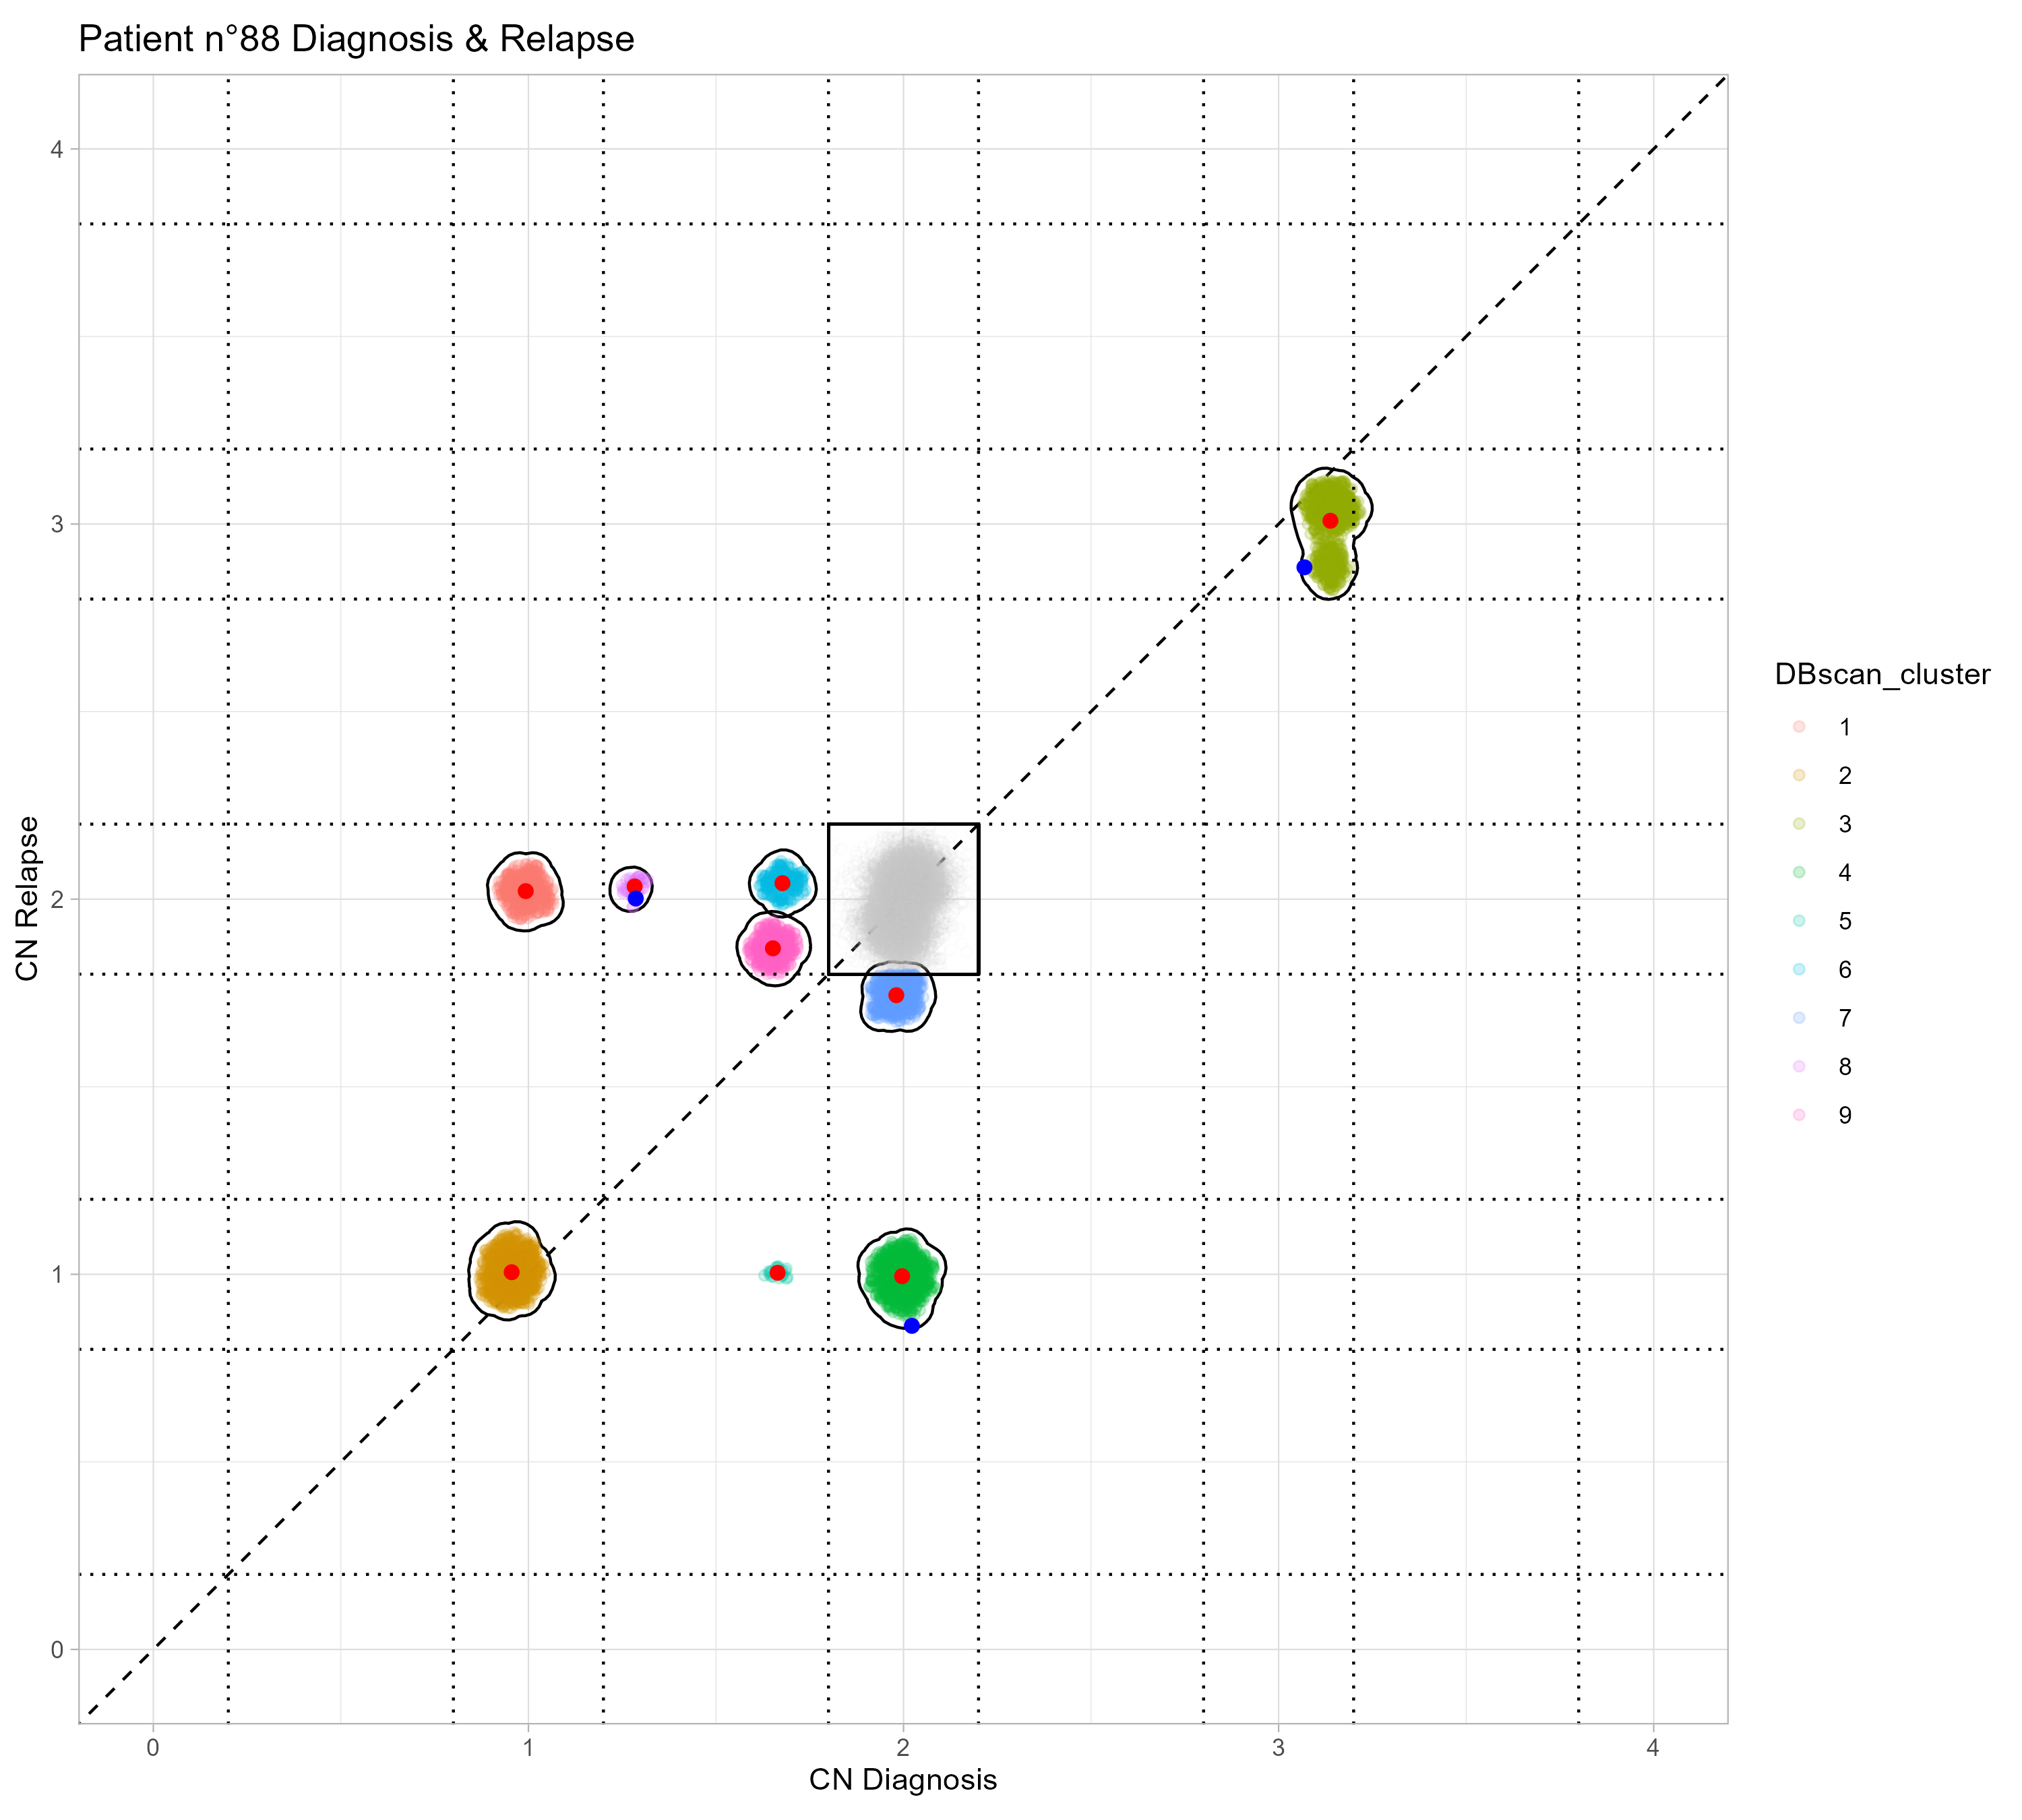 Patient n°88 Diagnosis & Relapse
CN Relapse
4
3
2
1
0
0 1 2 3 4
CN Diagnosis
DBscan_cluster
1
2
3
4
5
6
7
8
9